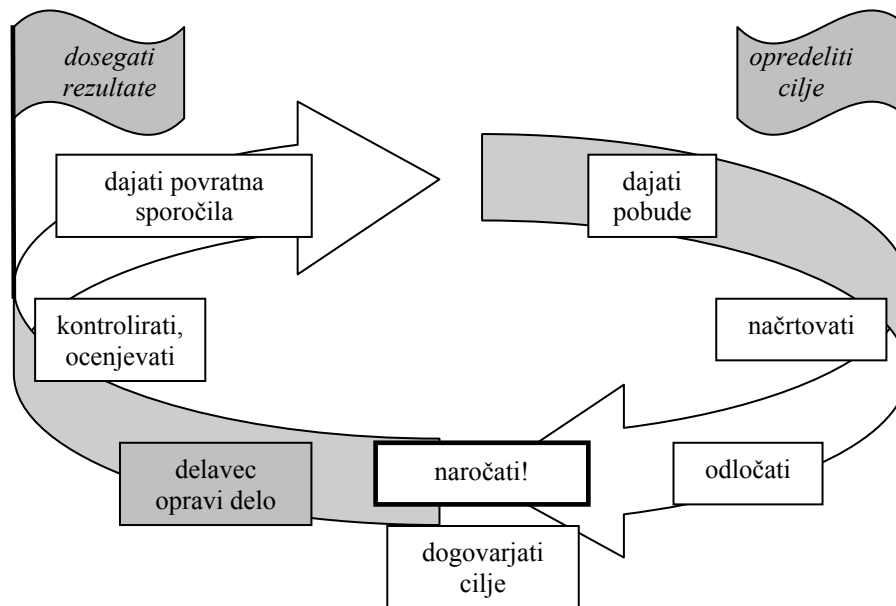 dosegati
rezultate
opredeliti
cilje
dajati povratna
sporočila
dajati
pobude
kontrolirati,
ocenjevati
načrtovati
delavec
opravi delo
naročati!
odločati
dogovarjati
cilje